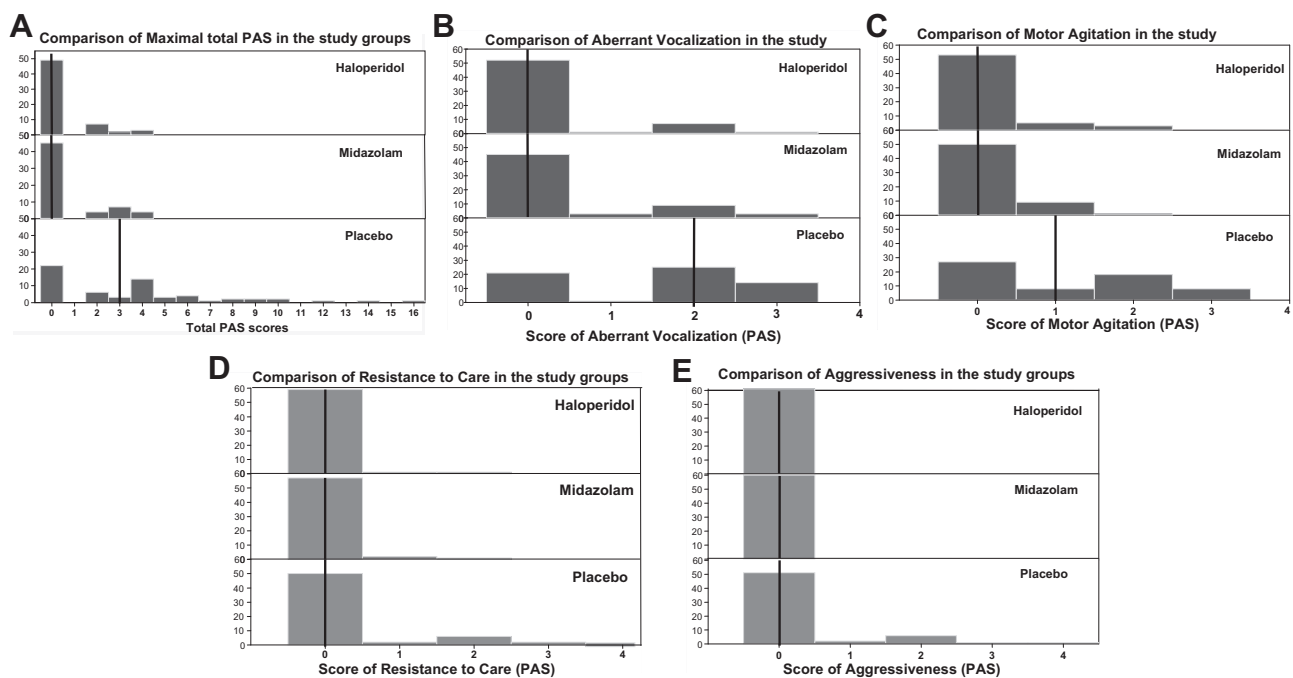 A
Comparison of Maximal total PAS in the study groups
50
40
30
20
10
0
Haloperidol
50
40
30
20
10
0
Midazolam
50
40
30
20
10
0
Placebo
0 1 2 3 4 5 6 7 8 9 10 11 12 13 14 15 16
Total PAS scores
B
Comparison of Aberrant Vocalization in the study
60
50
40
30
20
10
0
Haloperidol
60
50
40
30
20
10
0
Midazolam
60
50
40
30
20
10
0
Placebo
0 1 2 3 4
Score of Aberrant Vocalization (PAS)
C
Comparison of Motor Agitation in the study
60
50
40
30
20
10
0
Haloperidol
60
50
40
30
20
10
0
Midazolam
60
50
40
30
20
10
0
Placebo
0 1 2 3 4
Score of Motor Agitation (PAS)
D
Comparison of Resistance to Care in the study groups
60
50
40
30
20
10
0
Haloperidol
60
50
40
30
20
10
0
Midazolam
60
50
40
30
20
10
0
Placebo
0 1 2 3 4
Score of Resistance to Care (PAS)
E
Comparison of Aggressiveness in the study groups
60
50
40
30
20
10
Haloperidol
60
50
40
30
20
10
Midazolam
60
50
40
30
20
10
0
Placebo
0 1 2 3 4
Score of Aggressiveness (PAS)